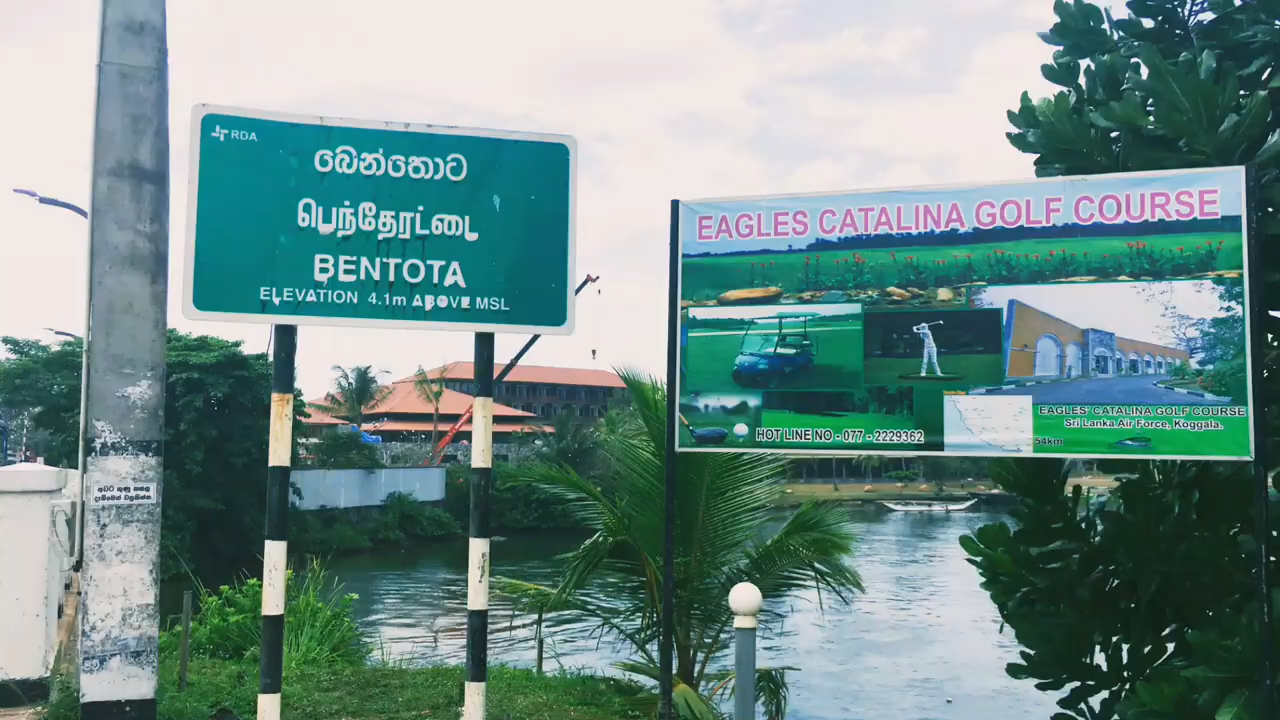 RDA
බෙන්තොට
பெந்தோட்டை
BENTOTA
ELEVATION 4.1m ABOVE MSL
EAGLES CATALINA GOLF COURSE
EAGLES' CATALINA GOLF COURSE
Sri Lanka Air Force, Koggala.
HOT LINE NO - 077 - 2229362
54km